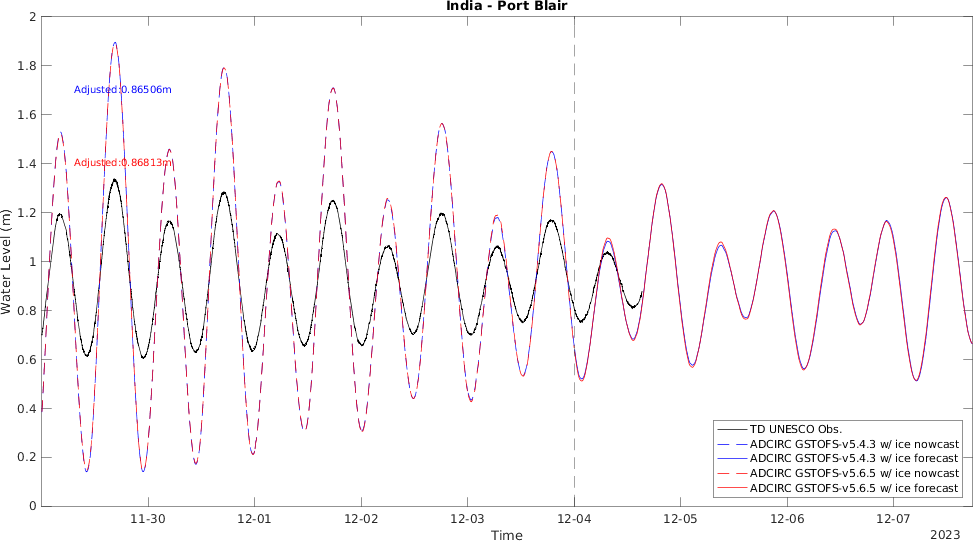 India - Port Blair
2
1.8
Adjusted:0.86506m
1.6
1.4
Adjusted:0.86813m
1.2
1
0.8
0.6
0.4
0.2
0
Water Level (m)
TD UNESCO Obs.
ADCIRC GSTOFS-v5.4.3 w/ ice nowcast
ADCIRC GSTOFS-v5.4.3 w/ ice forecast
ADCIRC GSTOFS-v5.6.5 w/ ice nowcast
ADCIRC GSTOFS-v5.6.5 w/ ice forecast
11-30 12-01 12-02 12-03 12-04 12-05 12-06 12-07
Time
2023